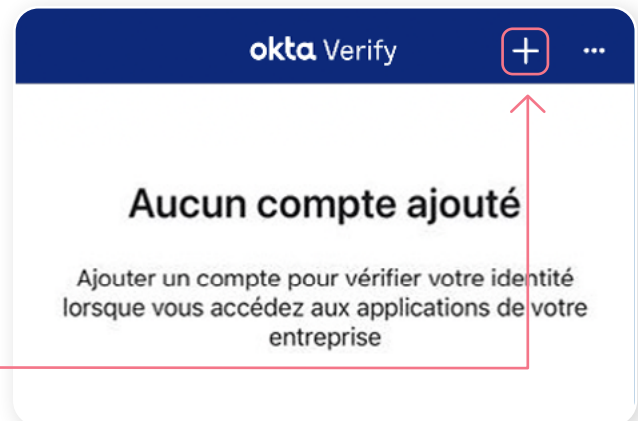 okta Verify + ...
Aucun compte ajouté
Ajouter un compte pour vérifier votre identité
lorsque vous accédez aux applications de votre
entreprise